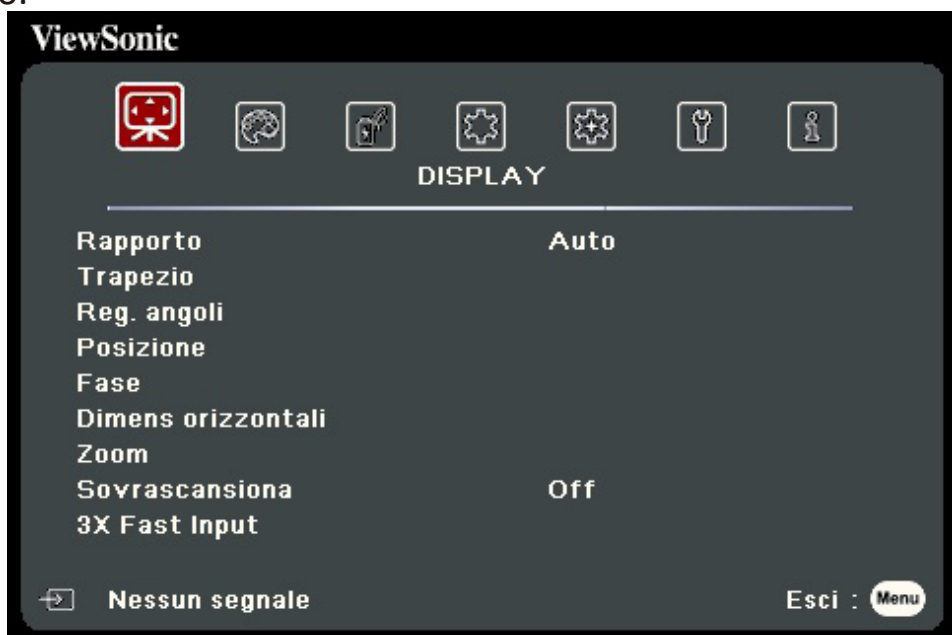 ViewSonic
DISPLAY
Rapporto Auto
Trapezio
Reg. angoli
Posizione
Fase
Dimens orizzontali
Zoom
Sovrascansiona Off
3X Fast Input
Nessun segnale Esci : Menu